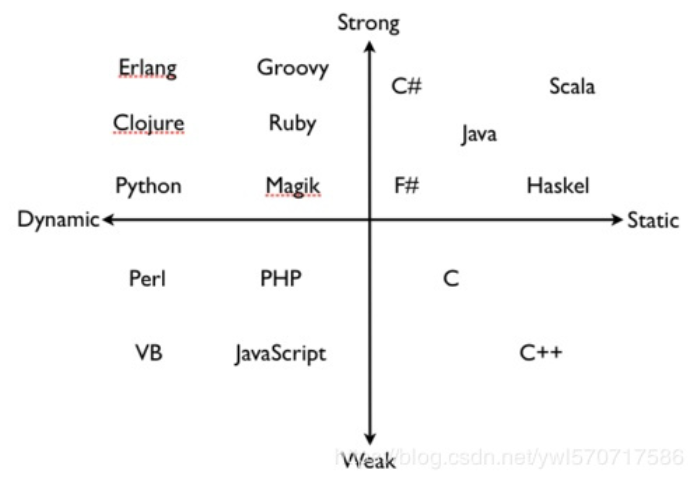 Strong
Erlang Groovy C# Scala
Clojure Ruby Java
Python Magik F# Haskel
Dynamic Static
Perl PHP C
VB JavaScript C++
Weak
blog.csdn.net/ywl570717586